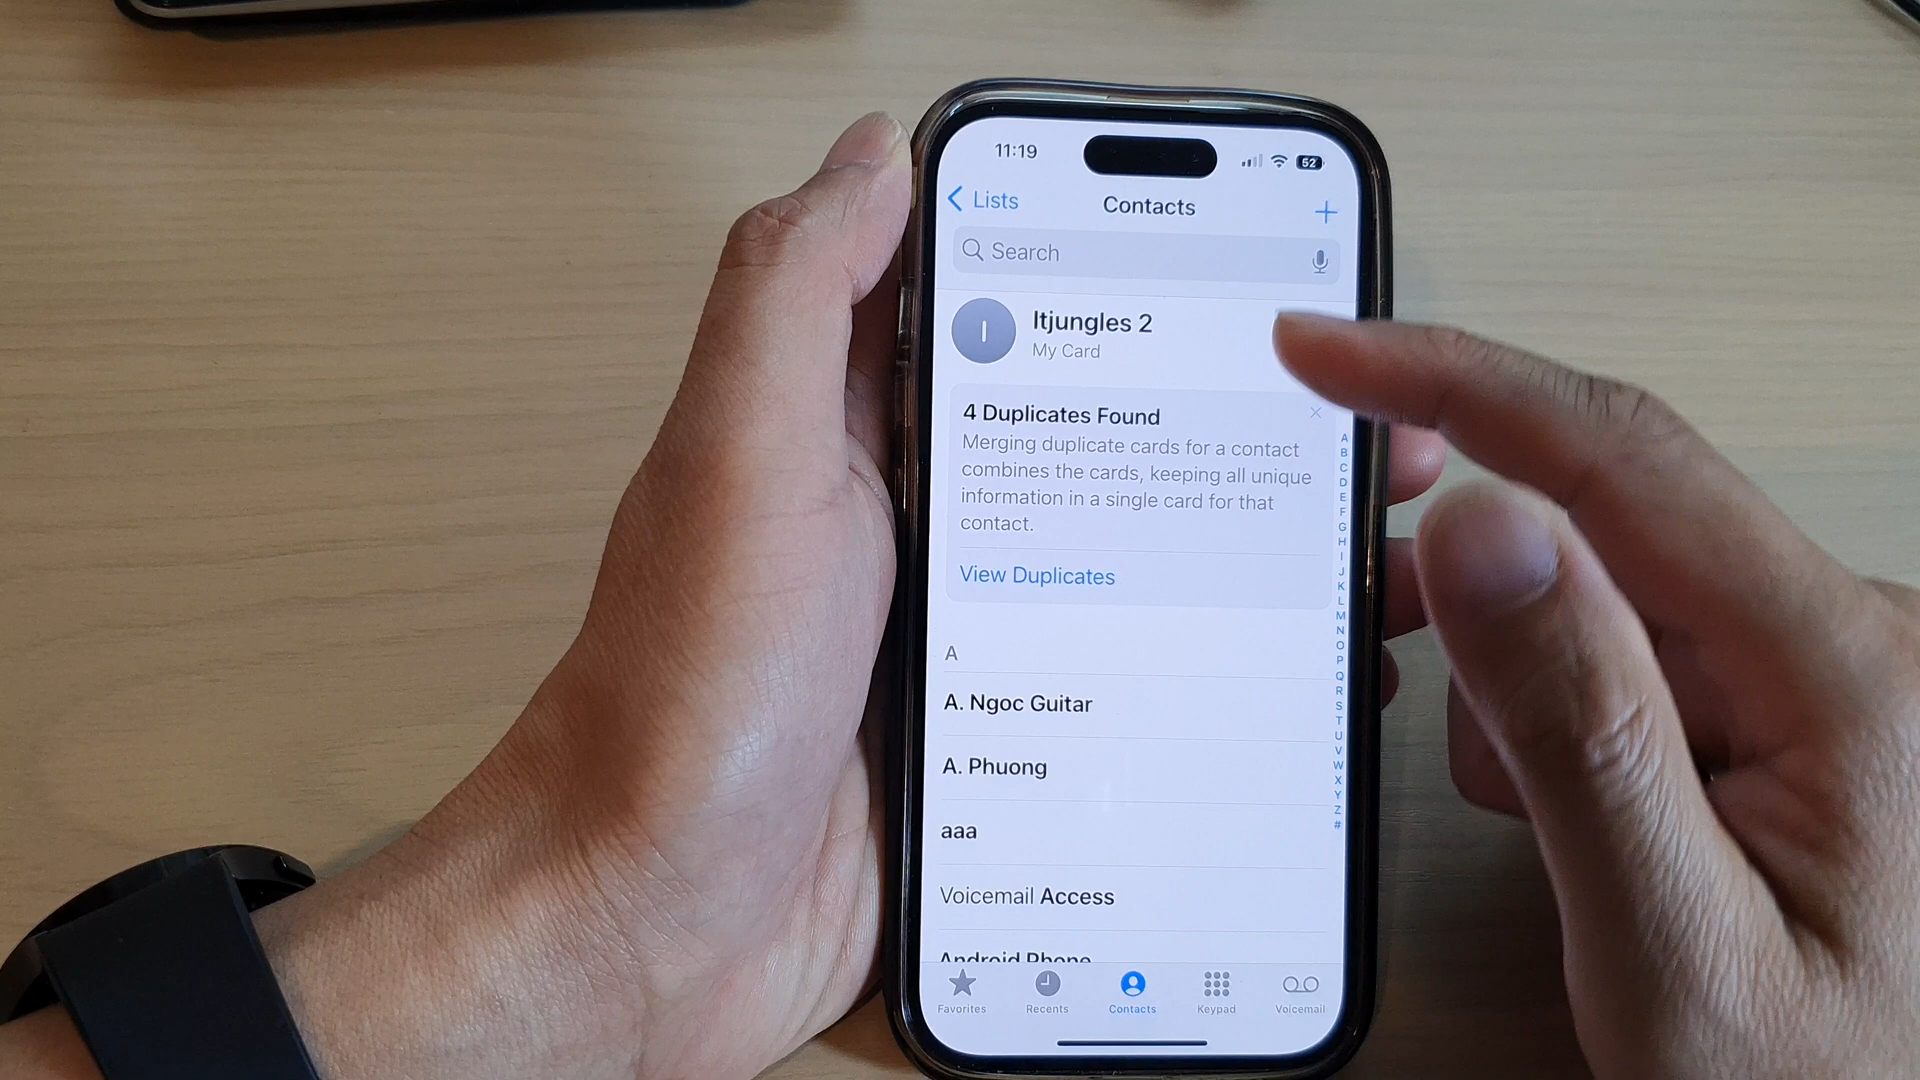 11:19
52
Lists
Contacts
Search
I
Itjungles 2
My Card
4 Duplicates Found
Merging duplicate cards for a contact
combines the cards, keeping all unique
information in a single card for that
contact.
View Duplicates
A
A. Ngoc Guitar
A. Phuong
aaa
Voicemail Access
Android Phone
A
B
C
D
E
F
G
H
I
J
K
L
M
N
O
P
Q
R
S
T
U
V
W
X
Y
Z
#
Favorites
Recents
Contacts
Keypad
Voicemail